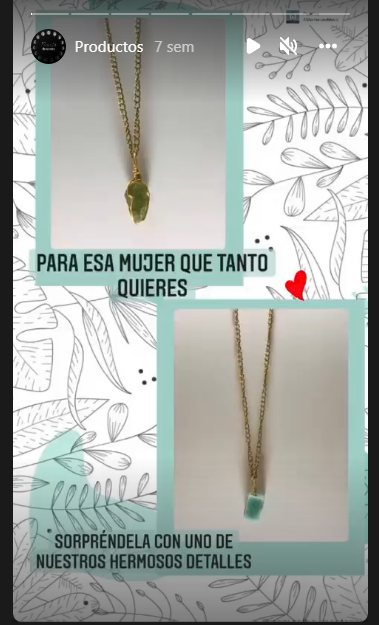 Productos 7 sem
PARA ESA MUJER QUE TANTO
QUIERES
SORPRÉNDELA CON UNO DE
NUESTROS HERMOSOS DETALLES